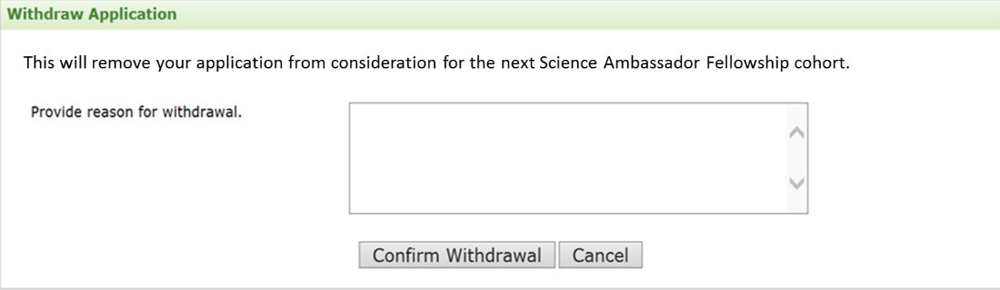 Withdraw Application
This will remove your application from consideration for the next Science Ambassador Fellowship cohort.
Provide reason for withdrawal.
Confirm Withdrawal Cancel